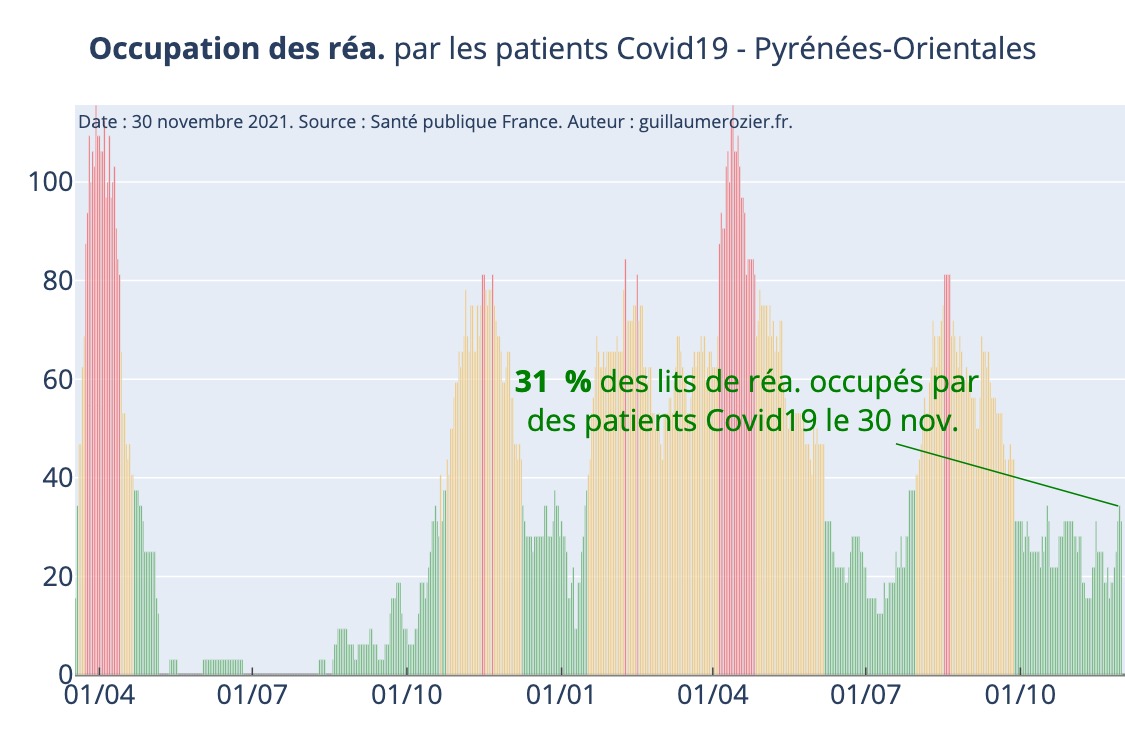 Occupation des réa. par les patients Covid19 - Pyrénées-Orientales
Date : 30 novembre 2021. Source : Santé publique France. Auteur : guillaumerozier.fr.
100
80
60
40
20
0
31 % des lits de réa. occupés par
des patients Covid19 le 30 nov.
01/04 01/07 01/10 01/01 01/04 01/07 01/10